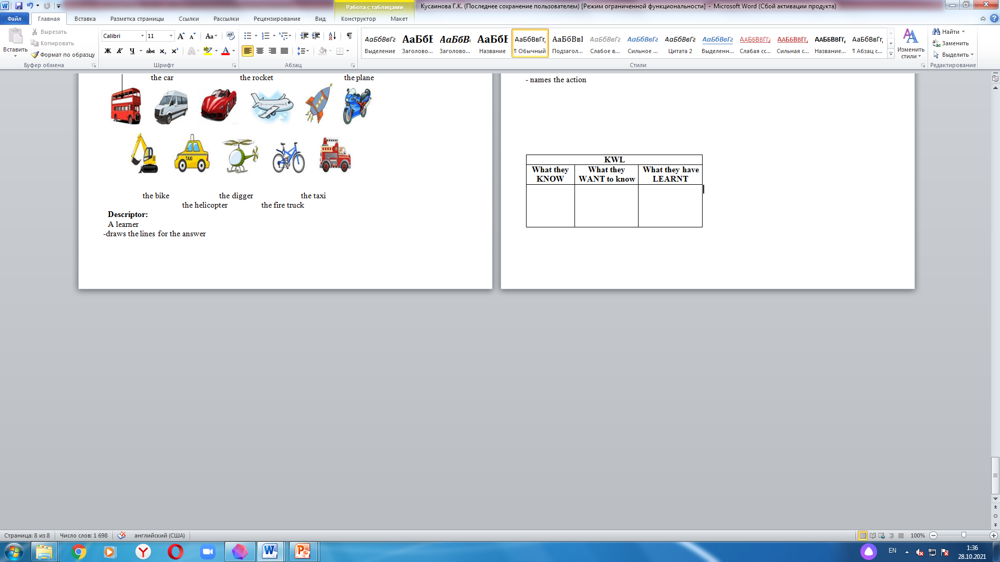 Работа с таблицами
Кусаинова Г.К. (Последнее сохранение пользователем) [Режим ограниченной функциональности] - Microsoft Word (Сбой активации продукта)
Файл Главная Вставка Разметка страницы Ссылки Рассылки Рецензирование Вид Конструктор Макет
Вставить
Вырезать
Копировать
Формат по образцу
Буфер обмена
Calibri 11
Ж К Ч abc x₂ x²
Шрифт
Абзац
АаБбВвГг Выделение
АаБбВ Заголово...
АаБбВ Заголово...
АаБбВ Название
АаБбВвГг, ¶ Обычный
АаБбВвІ Подзагол...
АаБбВвГг Слабое в...
АаБбВвГг Сильное ...
АаБбВвГг Цитата 2
АаБбВвГг Выделенн...
ААБбВВГГ, Слабая сс...
ААБбВВГГ, Сильная с...
ААБбВВГГ, Название...
АаБбВвГг, ¶ Абзац с...
Стили
Изменить стили
Найти
Заменить
Выделить
Редактирование
the car the rocket the plane
TAXI
the bike the digger the taxi
the helicopter the fire truck
Descriptor:
A learner
-draws the lines for the answer
- names the action
KWL
What they KNOW
What they WANT to know
What they have LEARNT
Страница: 8 из 8 Число слов: 1 698 английский (США) 100%
EN
1:36
28.10.2021